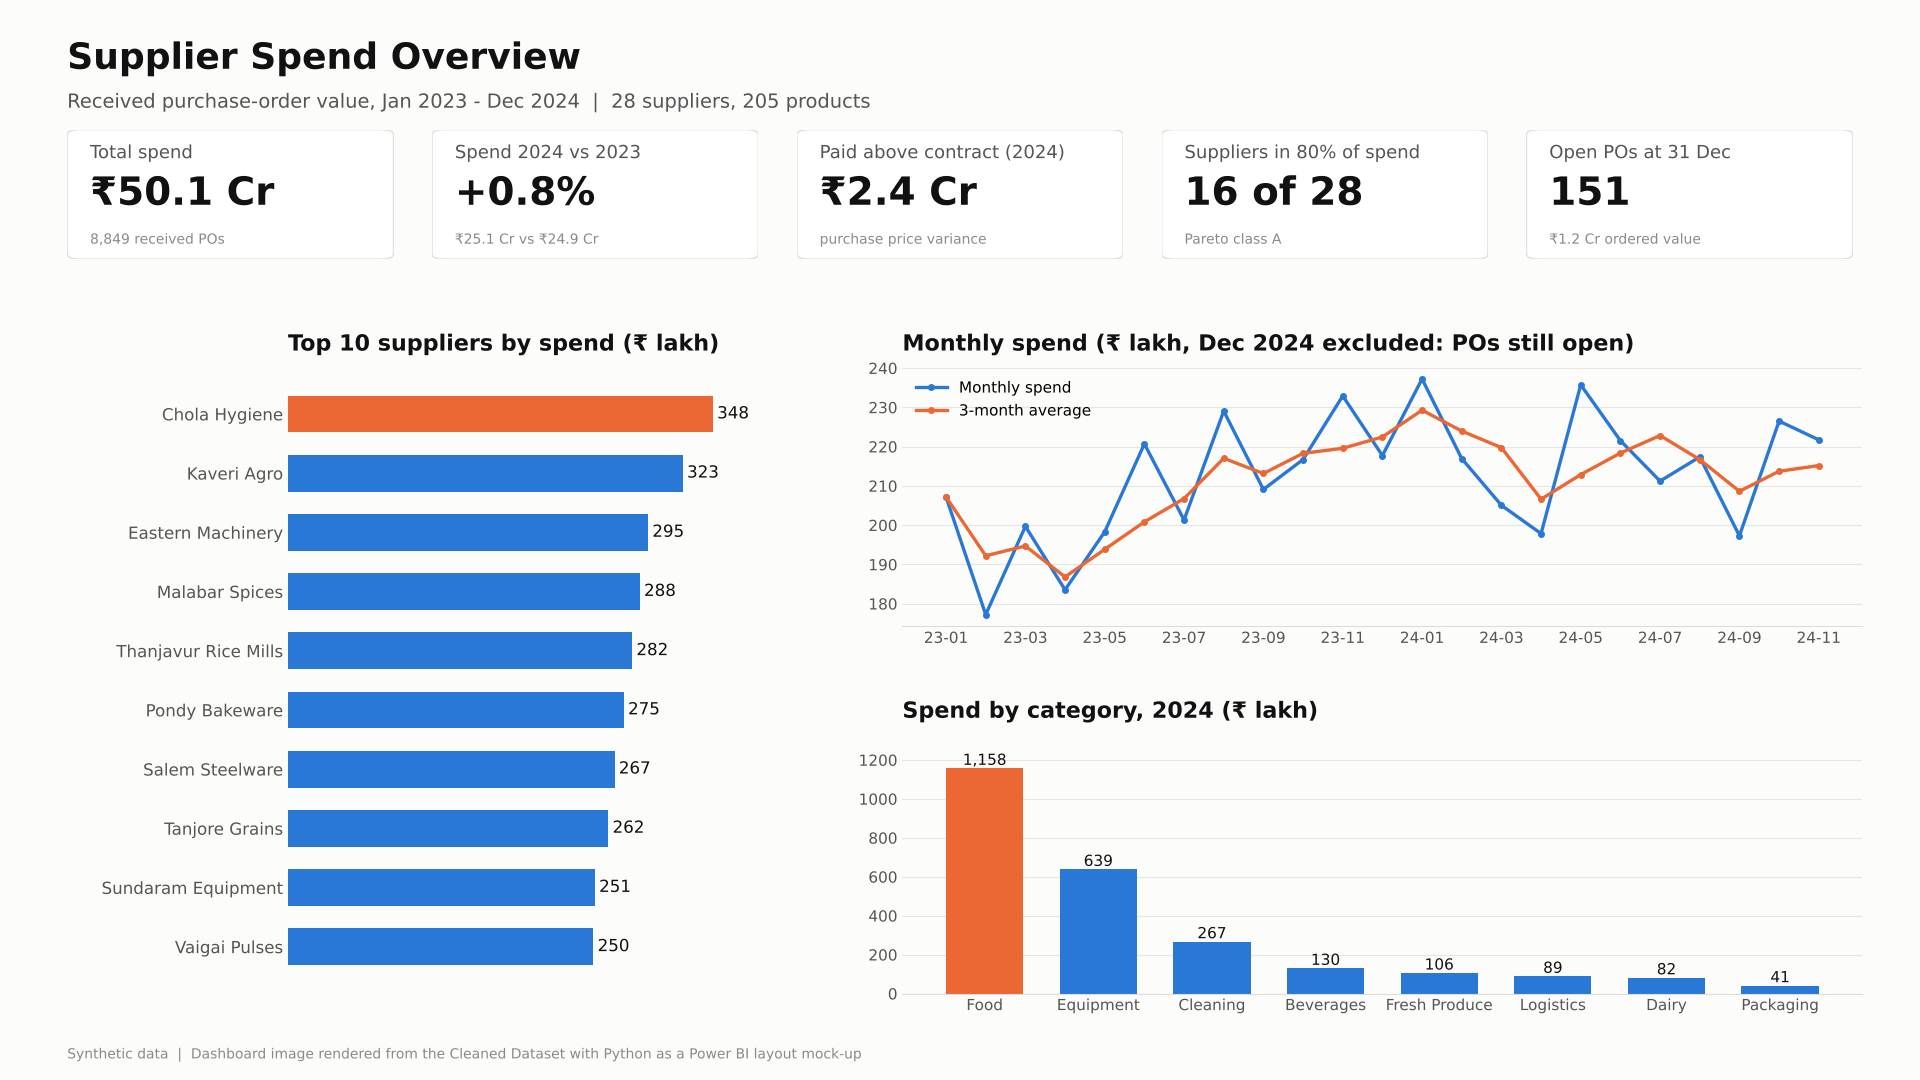 Supplier Spend Overview
Received purchase-order value, Jan 2023 - Dec 2024 | 28 suppliers, 205 products
Total spend
₹50.1 Cr
8,849 received POs
Spend 2024 vs 2023
+0.8%
₹25.1 Cr vs ₹24.9 Cr
Paid above contract (2024)
₹2.4 Cr
purchase price variance
Suppliers in 80% of spend
16 of 28
Pareto class A
Open POs at 31 Dec
151
₹1.2 Cr ordered value
Top 10 suppliers by spend (₹ lakh)
Chola Hygiene 348
Kaveri Agro 323
Eastern Machinery 295
Malabar Spices 288
Thanjavur Rice Mills 282
Pondy Bakeware 275
Salem Steelware 267
Tanjore Grains 262
Sundaram Equipment 251
Vaigai Pulses 250
Monthly spend (₹ lakh, Dec 2024 excluded: POs still open)
Monthly spend
3-month average
240
230
220
210
200
190
180
23-01 23-03 23-05 23-07 23-09 23-11 24-01 24-03 24-05 24-07 24-09 24-11
Spend by category, 2024 (₹ lakh)
1200
1000
800
600
400
200
0
1,158 639 267 130 106 89 82 41
Food Equipment Cleaning Beverages Fresh Produce Logistics Dairy Packaging
Synthetic data | Dashboard image rendered from the Cleaned Dataset with Python as a Power BI layout mock-up